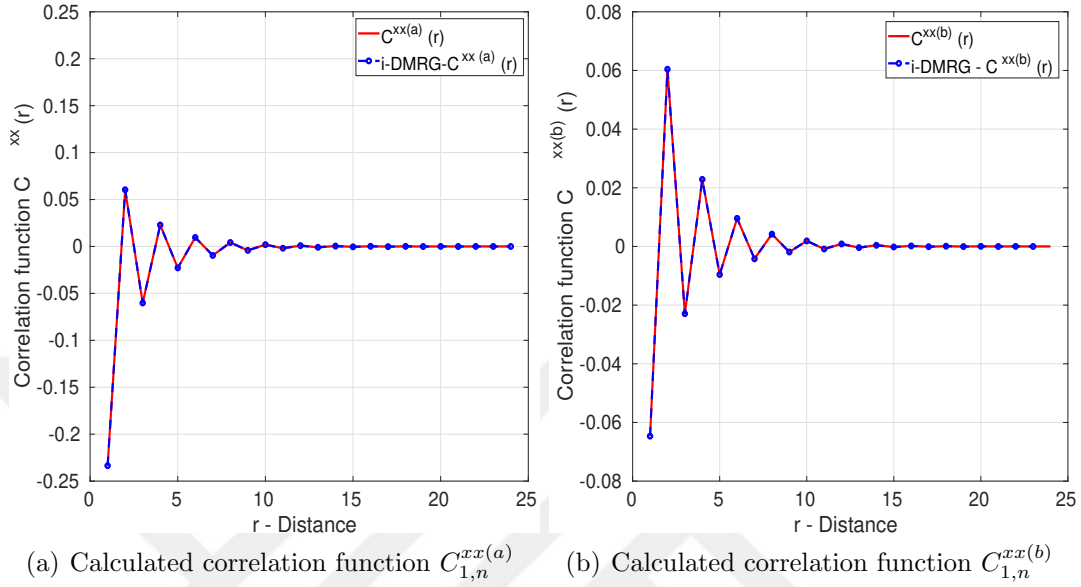 0.25
0.2
0.15
0.1
0.05
0
-0.05
-0.1
-0.15
-0.2
-0.25
0 5 10 15 20 25
r - Distance
Correlation function C^{xx}(r)
C^{xx(a)} (r)
i-DMRG-C^{xx (a)} (r)
(a) Calculated correlation function C_{1,n}^{xx(a)}
0.08
0.06
0.04
0.02
0
-0.02
-0.04
-0.06
-0.08
0 5 10 15 20 25
r - Distance
Correlation function C^{xx(b)}(r)
C^{xx(b)} (r)
i-DMRG - C^{xx(b)} (r)
(b) Calculated correlation function C_{1,n}^{xx(b)}